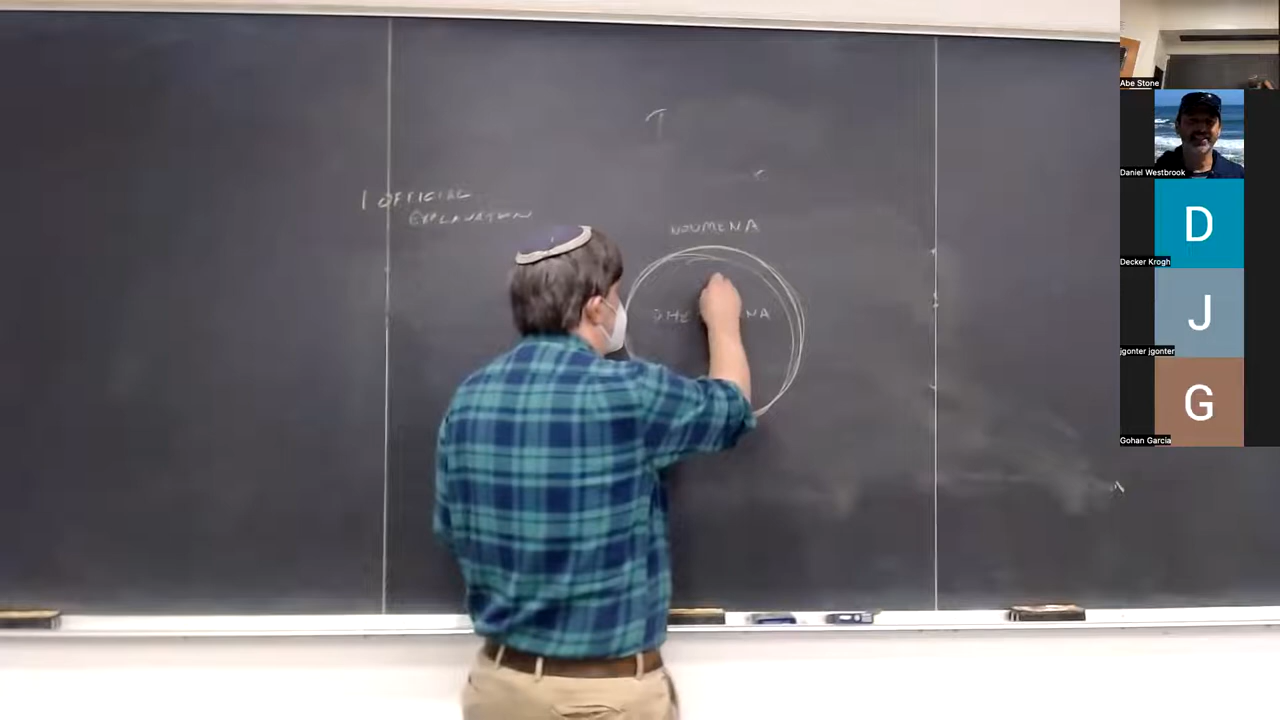 T
1 OFFICIAL
EXPLANATION
NOUMENA
Abe Stone
Daniel Westbrook
D
Decker Krogh
J
jgonter jgonter
G
Gohan Garcia